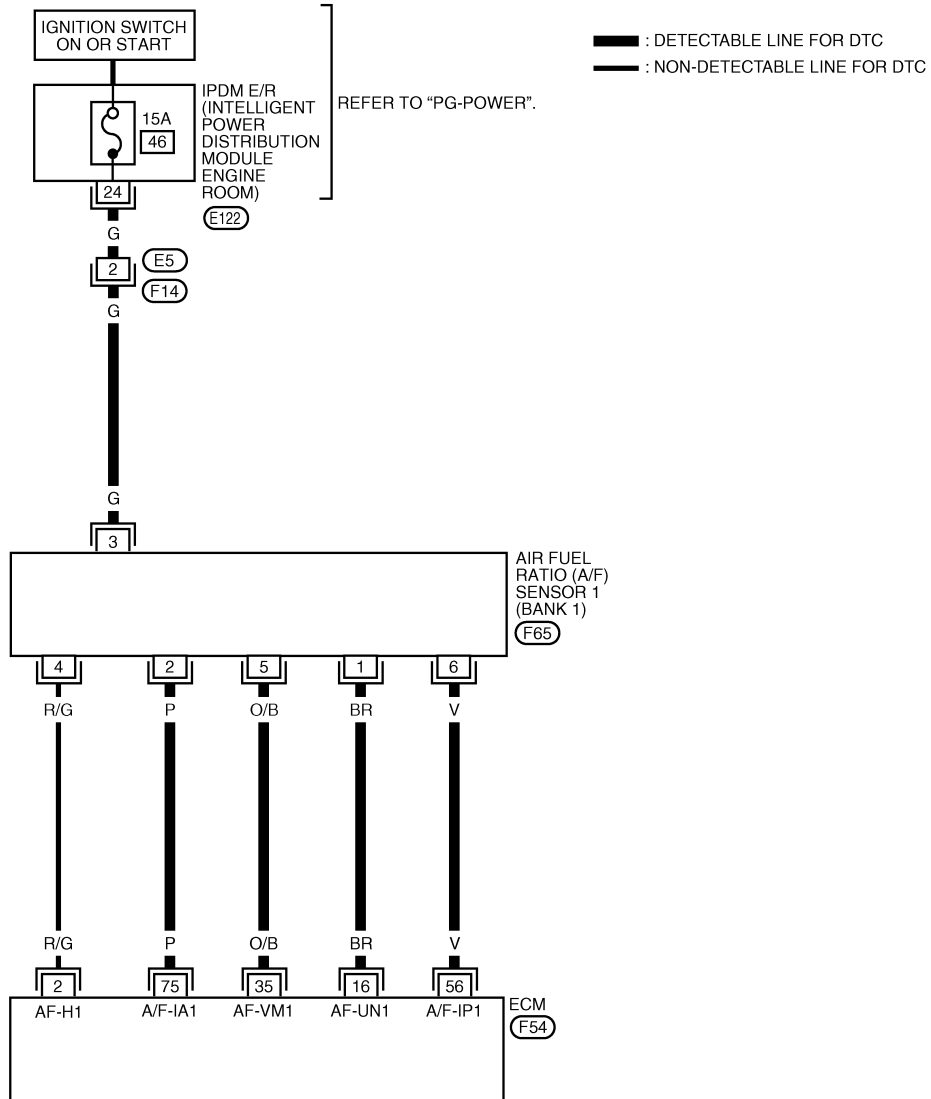 IGNITION SWITCH
ON OR START
: DETECTABLE LINE FOR DTC
: NON-DETECTABLE LINE FOR DTC
IPDM E/R
(INTELLIGENT
POWER
DISTRIBUTION
MODULE
ENGINE
ROOM)
REFER TO “PG-POWER”.
15A
46
24
E122
G
2
E5
F14
G
G
3
AIR FUEL
RATIO (A/F)
SENSOR 1
(BANK 1)
F65
4 2 5 1 6
R/G P O/B BR V
R/G P O/B BR V
2 75 35 16 56
AF-H1 A/F-IA1 AF-VM1 AF-UN1 A/F-IP1
ECM
F54